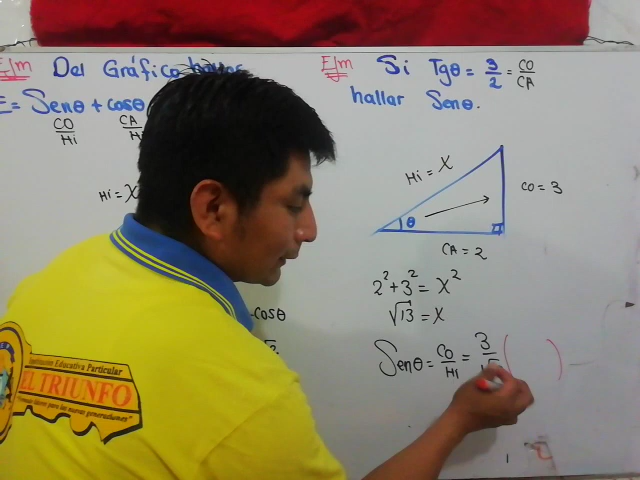 Ejm Del Gráfico hallar
E = Senθ + cosθ
CO CA
Hi
Hi = X
cosθ
Ejm Si Tgθ = 3/2 = CO/CA
hallar Senθ.
Hi = X
CO = 3
θ
CA = 2
2² + 3² = X²
√13 = X
Senθ = CO/Hi = 3/√
( )
Institución Educativa Particular
EL TRIUNFO